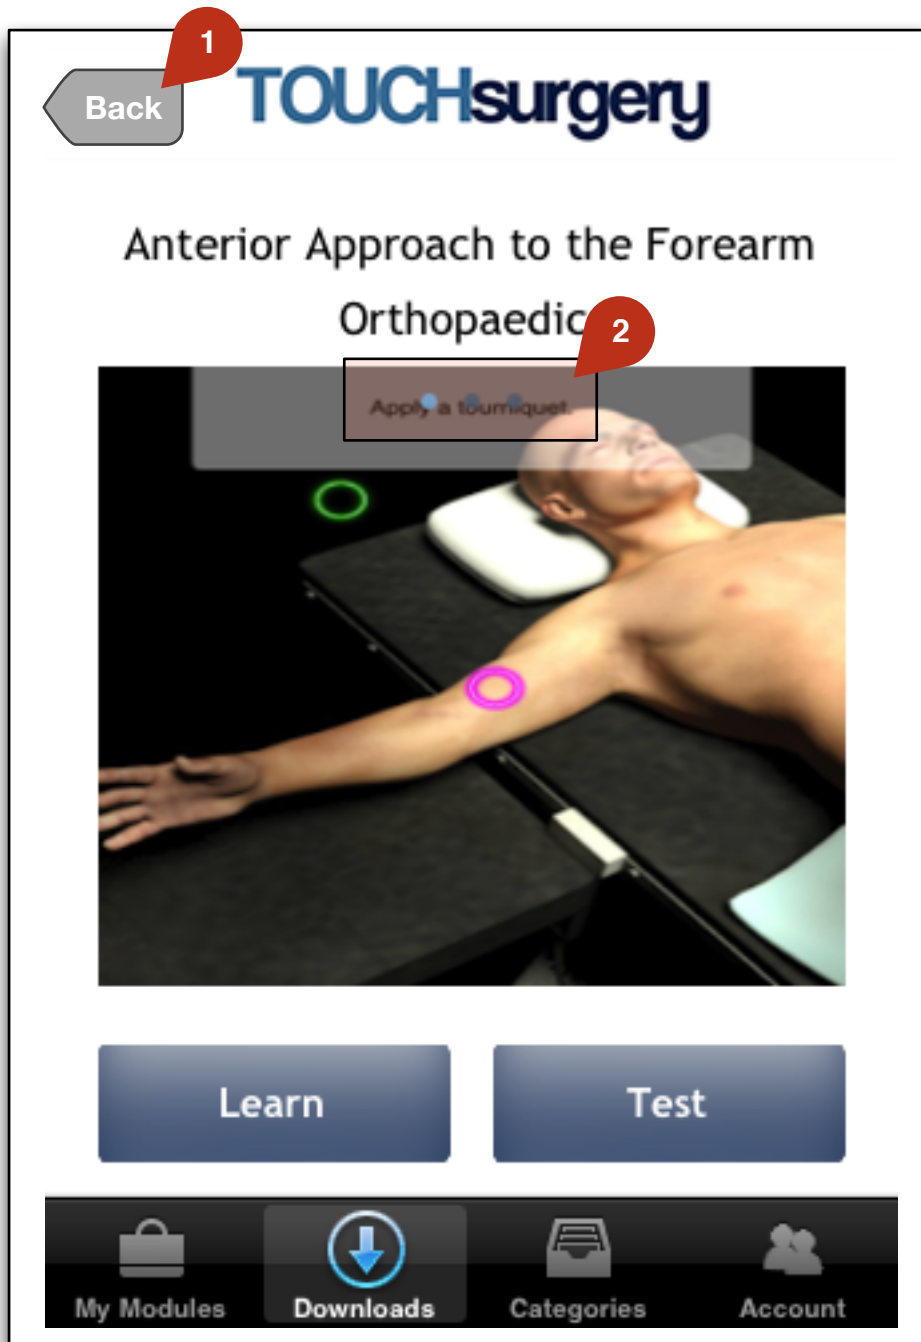 1
Back
TOUCHsurgery
Anterior Approach to the Forearm
Orthopaedic
2
Apply a tourniquet.
Learn
Test
My Modules
Downloads
Categories
Account